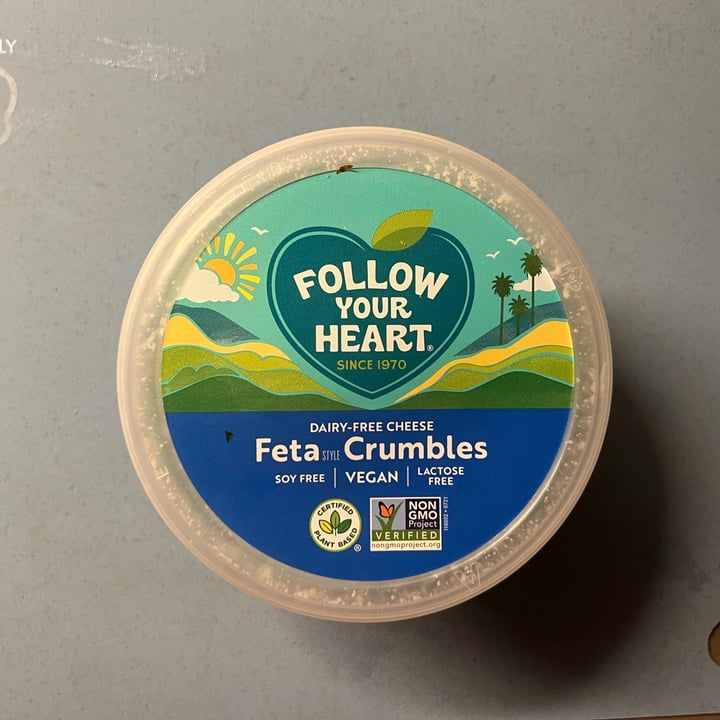 LY
FOLLOW
YOUR
HEART®
SINCE 1970
DAIRY-FREE CHEESE
Feta STYLE Crumbles
SOY FREE | VEGAN | LACTOSE FREE
CERTIFIED
PLANT BASED
®
NON
GMO
Project
VERIFIED
nongmoproject.org